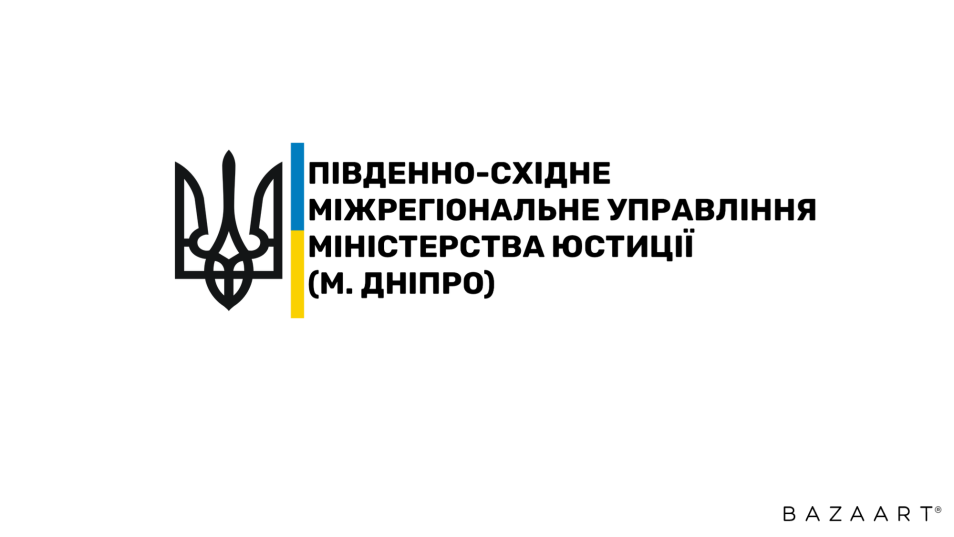 ПІВДЕННО-СХІДНЕ
МІЖРЕГІОНАЛЬНЕ УПРАВЛІННЯ
МІНІСТЕРСТВА ЮСТИЦІЇ
(М. ДНІПРО)
BAZAART®